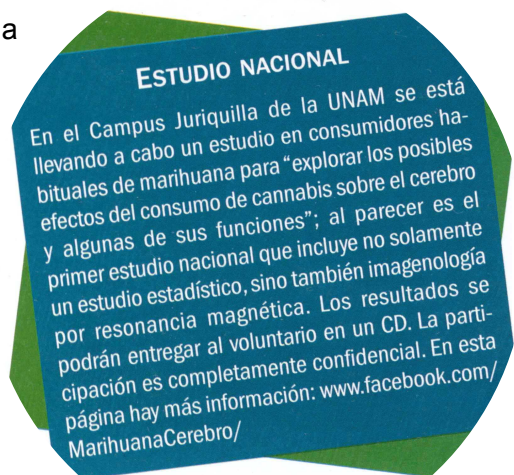 a
ESTUDIO NACIONAL
En el Campus Juriquilla de la UNAM se está
llevando a cabo un estudio en consumidores ha-
bituales de marihuana para “explorar los posibles
efectos del consumo de cannabis sobre el cerebro
y algunas de sus funciones”; al parecer es el
primer estudio nacional que incluye no solamente
un estudio estadístico, sino también imagenología
por resonancia magnética. Los resultados se
podrán entregar al voluntario en un CD. La parti-
cipación es completamente confidencial. En esta
página hay más información: www.facebook.com/
MarihuanaCerebro/